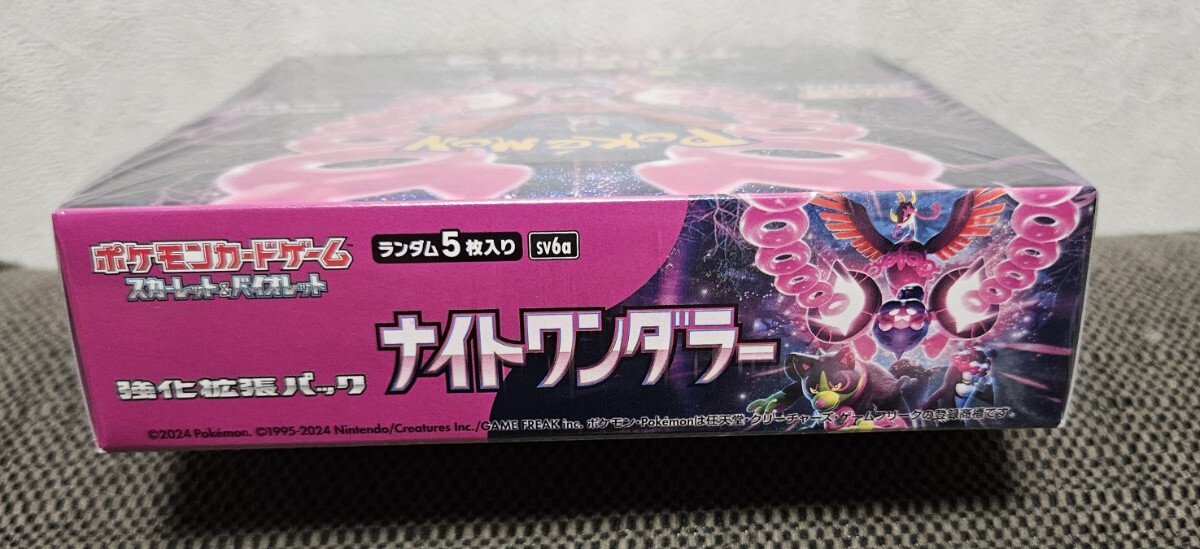 POKÉMON
ポケモンカードゲーム™
スカーレット&バイオレット
ランダム5枚入り
sv6a
強化拡張パック
ナイトワンダラー
©2024 Pokémon. ©1995-2024 Nintendo/Creatures Inc./GAME FREAK inc. ポケモン・Pokémonは任天堂・クリーチャーズ・ゲームフリークの登録商標です。